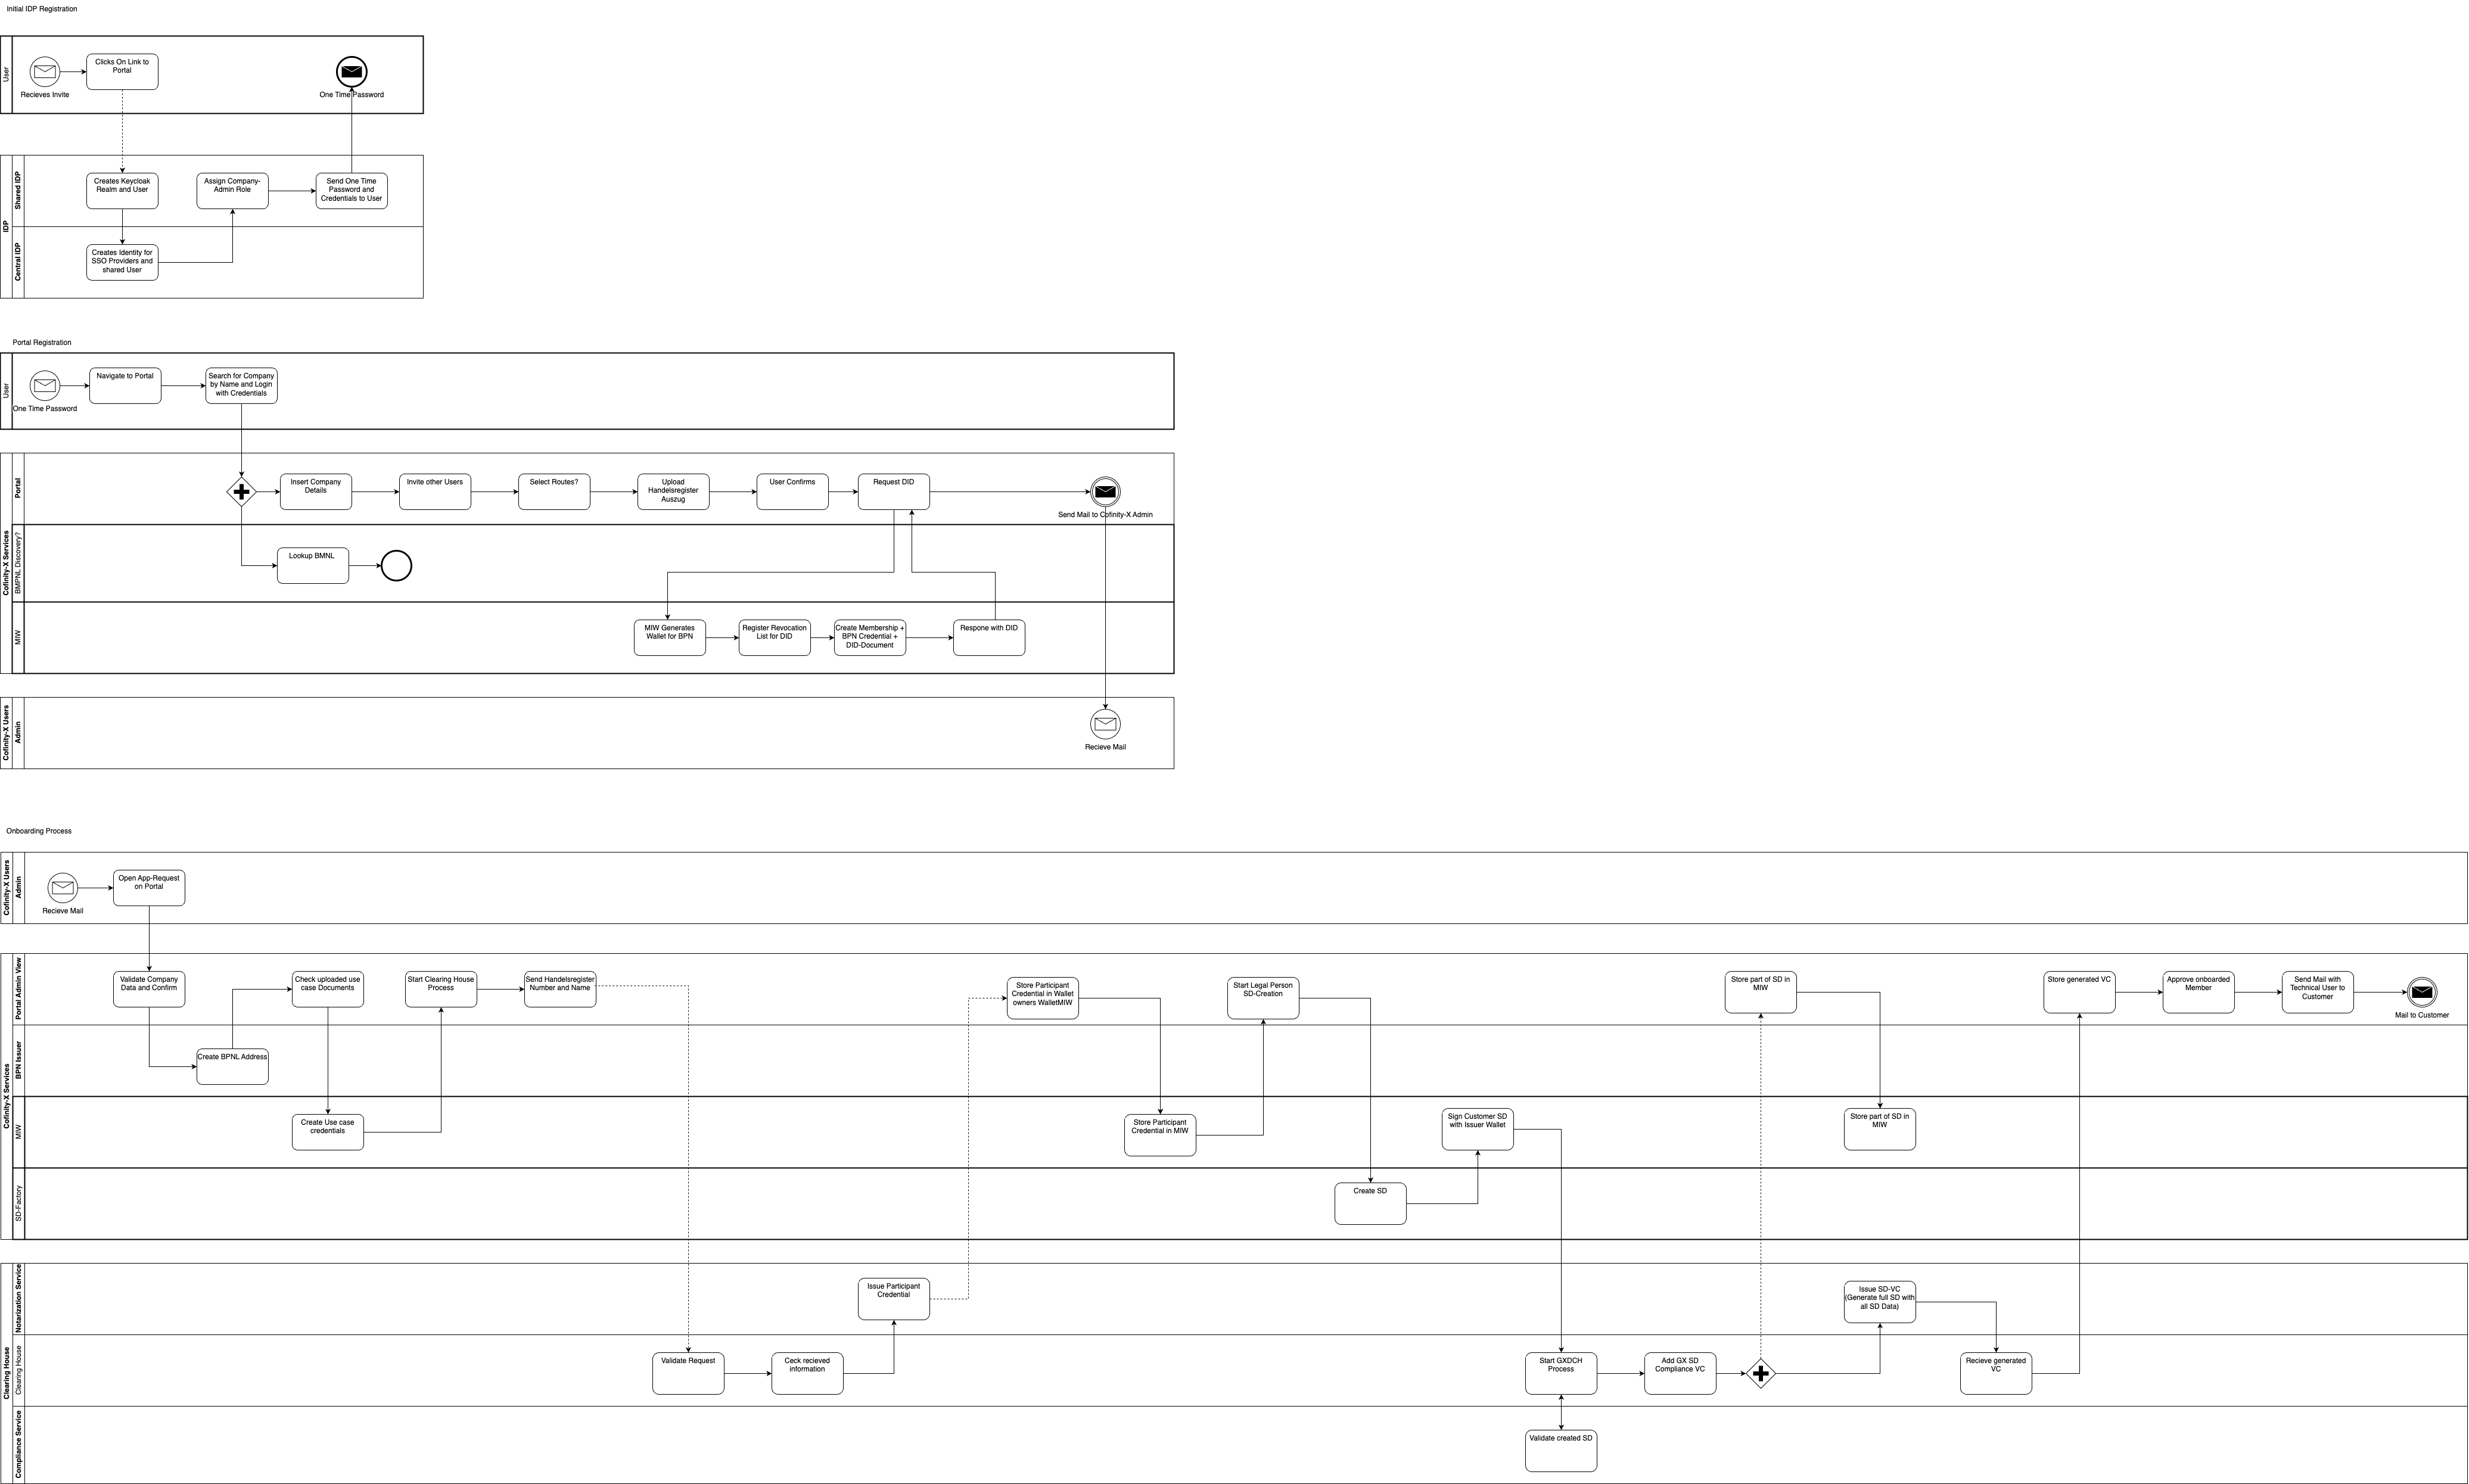 Initial IDP Registration
User
Recieves Invite
Clicks On Link to
Portal
One Time Password
IDP
Shared IDP
Creates Keycloak
Realm and User
Assign Company-
Admin Role
Send One Time
Password and
Credentials to User
Central IDP
Creates Identity for
SSO Providers and
shared User
Portal Registration
User
One Time Password
Navigate to Portal
Search for Company
by Name and Login
with Credentials
Cofinity-X Services
Portal
Insert Company
Details
Invite other Users
Select Routes?
Upload
Handelsregister
Auszug
User Confirms
Request DID
Send Mail to Cofinity-X Admin
BMPNL Discovery?
Lookup BMNL
MIW
MIW Generates
Wallet for BPN
Register Revocation
List for DID
Create Membership +
BPN Credential +
DID-Document
Respone with DID
Cofinity-X Users
Admin
Recieve Mail
Onboarding Process
Cofinity-X Users
Admin
Recieve Mail
Open App-Request
on Portal
Cofinity-X Services
Portal Admin View
Validate Company
Data and Confirm
Check uploaded use
case Documents
Start Clearing House
Process
Send Handelsregister
Number and Name
Store Participant
Credential in Wallet
owners WalletMIW
Start Legal Person
SD-Creation
Store part of SD in
MIW
Store generated VC
Approve onboarded
Member
Send Mail with
Technical User to
Customer
Mail to Customer
BPN Issuer
Create BPNL Address
MIW
Create Use case
credentials
Store Participant
Credential in MIW
Sign Customer SD
with Issuer Wallet
Store part of SD in
MIW
SD-Factory
Create SD
Clearing House
Notarization Service
Issue Participant
Credential
Issue SD-VC
(Generate full SD with
all SD Data)
Clearing House
Validate Request
Ceck recieved
information
Start GXDCH
Process
Add GX SD
Compliance VC
Recieve generated
VC
Compliance Service
Validate created SD